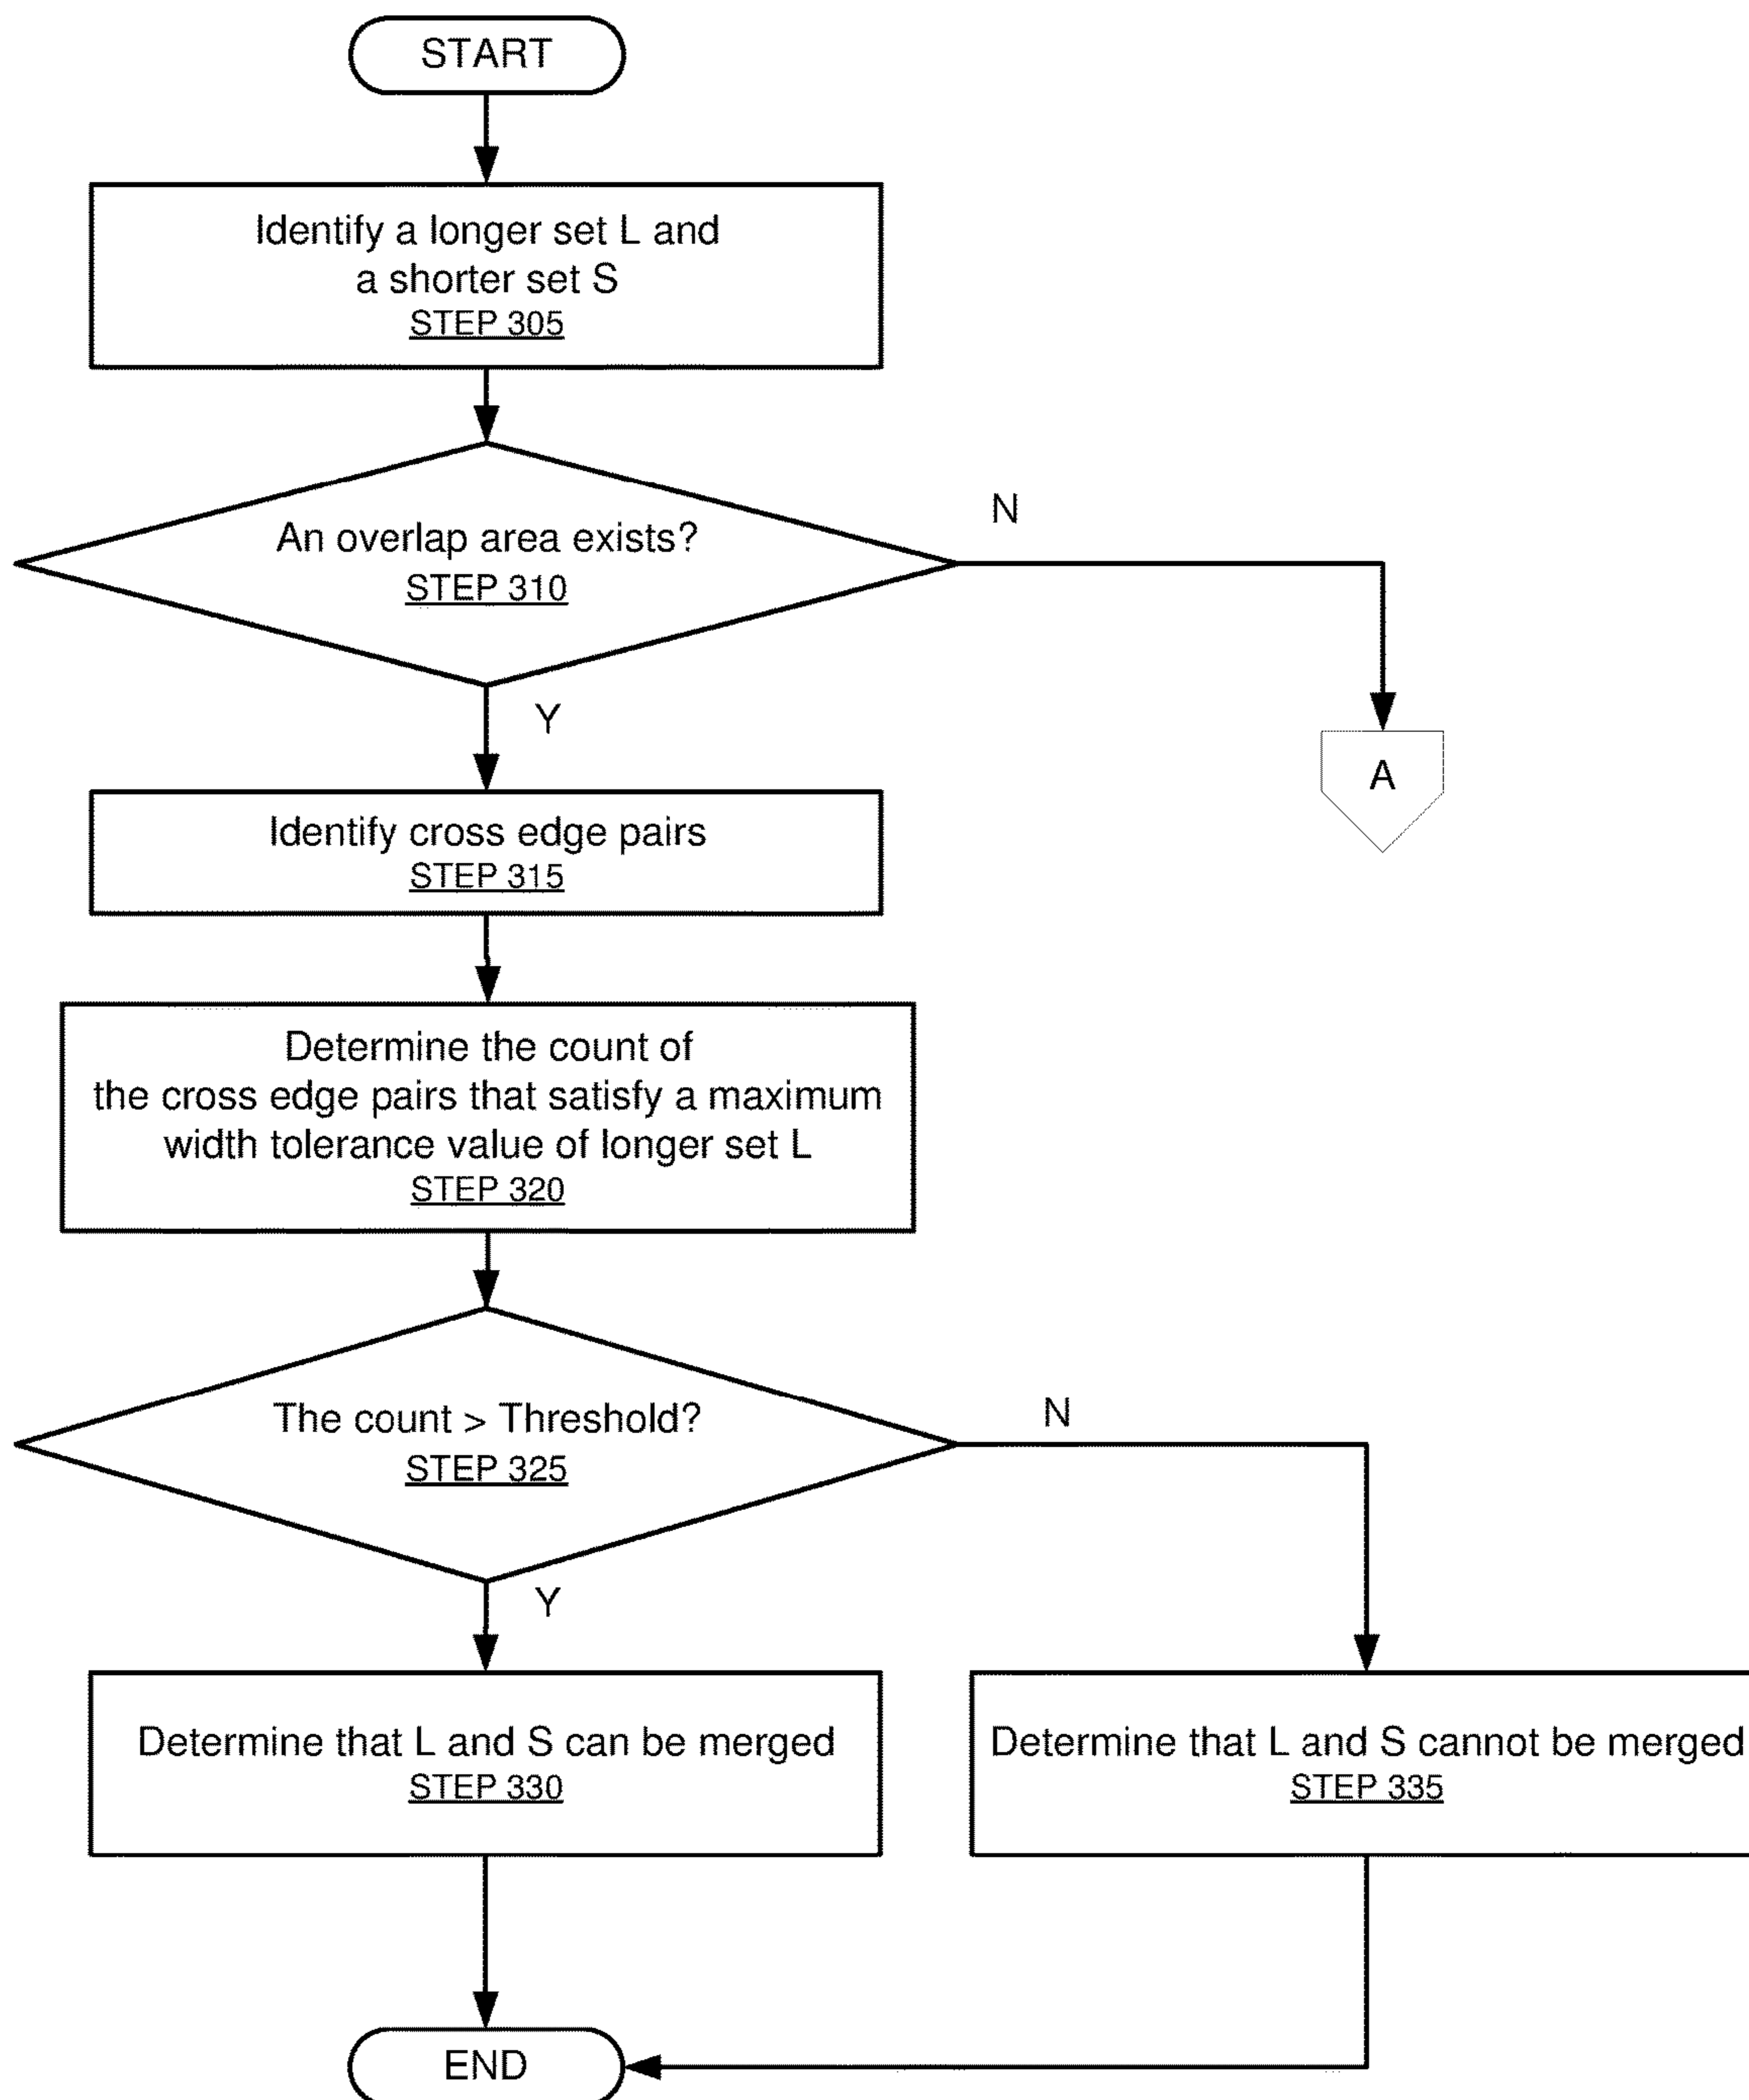 START
Identify a longer set L and
a shorter set S
STEP 305
An overlap area exists?
STEP 310
N
Y
A
Identify cross edge pairs
STEP 315
Determine the count of
the cross edge pairs that satisfy a maximum
width tolerance value of longer set L
STEP 320
The count > Threshold?
STEP 325
N
Y
Determine that L and S can be merged
STEP 330
Determine that L and S cannot be merged
STEP 335
END